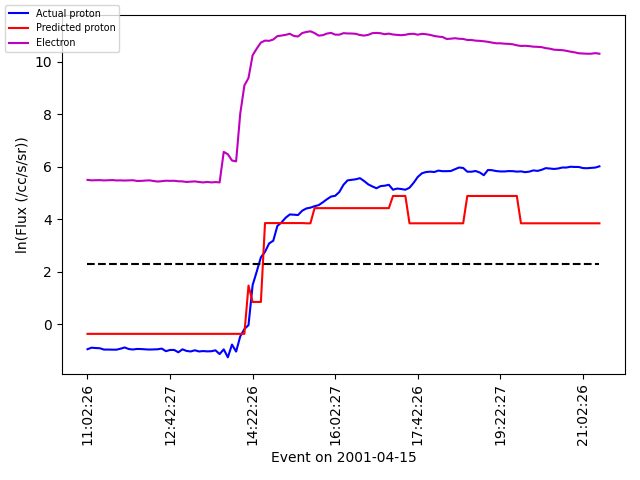 Actual proton
Predicted proton
Electron
ln(Flux (/cc/s/sr))
10
8
6
4
2
0
11:02:26
12:42:27
14:22:26
16:02:27
17:42:26
19:22:27
21:02:26
Event on 2001-04-15